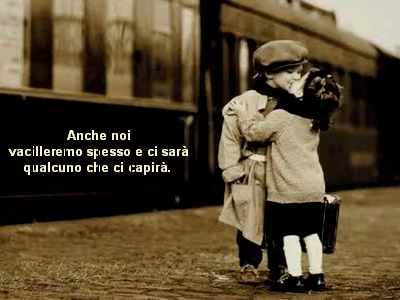 Anche noi
vacilleremo spesso e ci sarà
qualcuno che ci capirà.